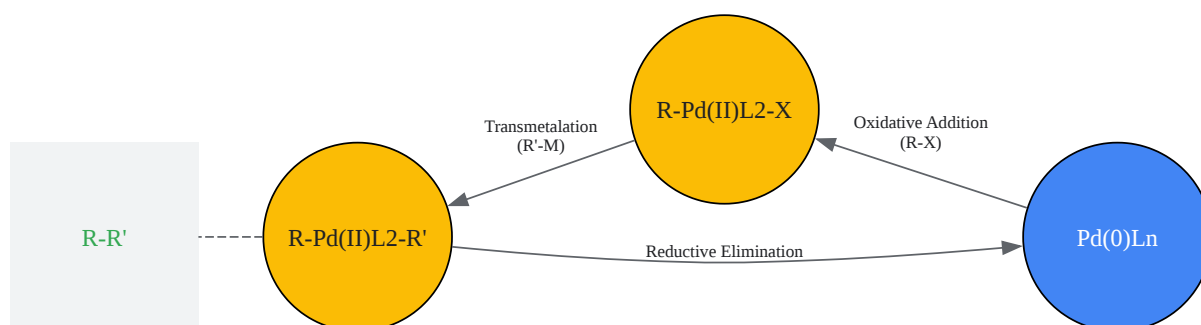 R-Pd(II)L2-X
Oxidative Addition
(R-X)
Transmetalation
(R'-M)
R-R'
R-Pd(II)L2-R'
Reductive Elimination
Pd(0)Ln